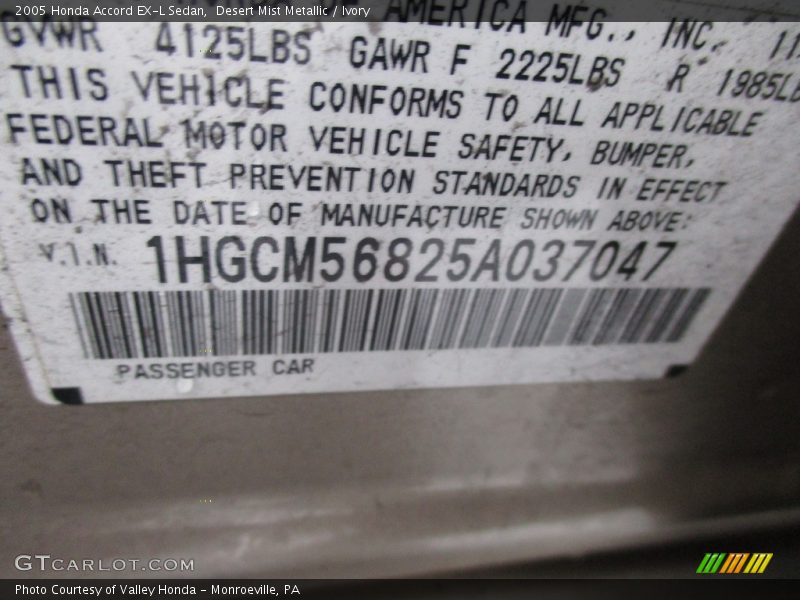 2005 Honda Accord EX-L Sedan, Desert Mist Metallic / Ivory
AMERICA MFG., INC.
GVWR 4125LBS GAWR F 2225LBS R 1985LB
THIS VEHICLE CONFORMS TO ALL APPLICABLE
FEDERAL MOTOR VEHICLE SAFETY, BUMPER,
AND THEFT PREVENTION STANDARDS IN EFFECT
ON THE DATE OF MANUFACTURE SHOWN ABOVE:
V.I.N. 1HGCM56825A037047
PASSENGER CAR
GTCARLOT.COM
Photo Courtesy of Valley Honda - Monroeville, PA